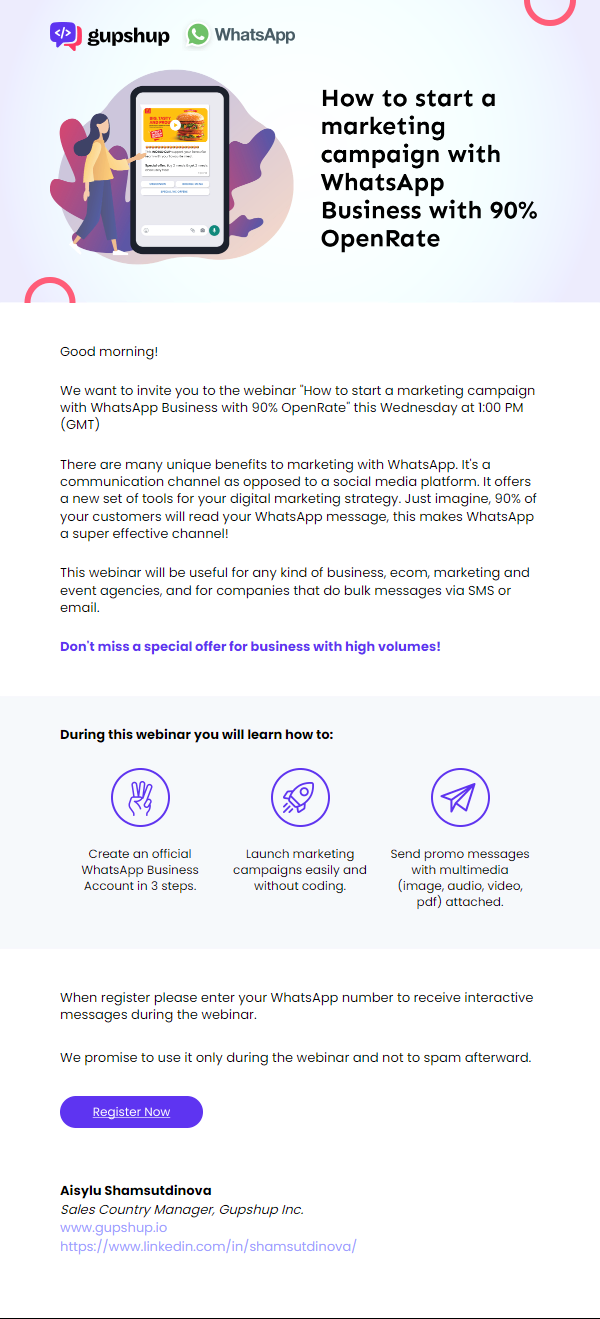 gupshup WhatsApp
How to start a
marketing
campaign with
WhatsApp
Business with 90%
OpenRate
Good morning!
We want to invite you to the webinar "How to start a marketing campaign
with WhatsApp Business with 90% OpenRate" this Wednesday at 1:00 PM
(GMT)
There are many unique benefits to marketing with WhatsApp. It's a
communication channel as opposed to a social media platform. It offers
a new set of tools for your digital marketing strategy. Just imagine, 90% of
your customers will read your WhatsApp message, this makes WhatsApp
a super effective channel!
This webinar will be useful for any kind of business, ecom, marketing and
event agencies, and for companies that do bulk messages via SMS or
email.
Don't miss a special offer for business with high volumes!
During this webinar you will learn how to:
Create an official
WhatsApp Business
Account in 3 steps.
Launch marketing
campaigns easily and
without coding.
Send promo messages
with multimedia
(image, audio, video,
pdf) attached.
When register please enter your WhatsApp number to receive interactive
messages during the webinar.
We promise to use it only during the webinar and not to spam afterward.
Register Now
Aisylu Shamsutdinova
Sales Country Manager, Gupshup Inc.
www.gupshup.io
https://www.linkedin.com/in/shamsutdinova/